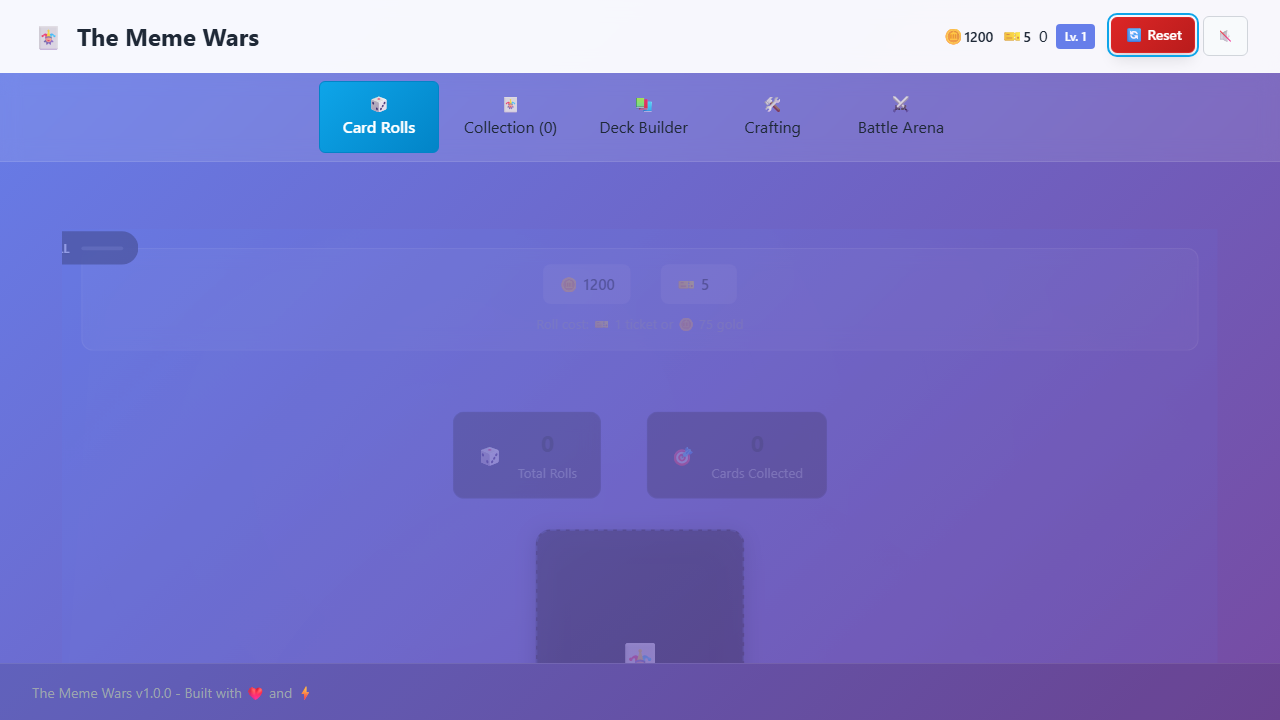 The Meme Wars
1200 5 0 Lv. 1 Reset
Card Rolls
Collection (0)
Deck Builder
Crafting
Battle Arena
1200 5
Roll cost: 1 ticket or 75 gold
0
Total Rolls
0
Cards Collected
The Meme Wars v1.0.0 - Built with ❤️ and ⚡